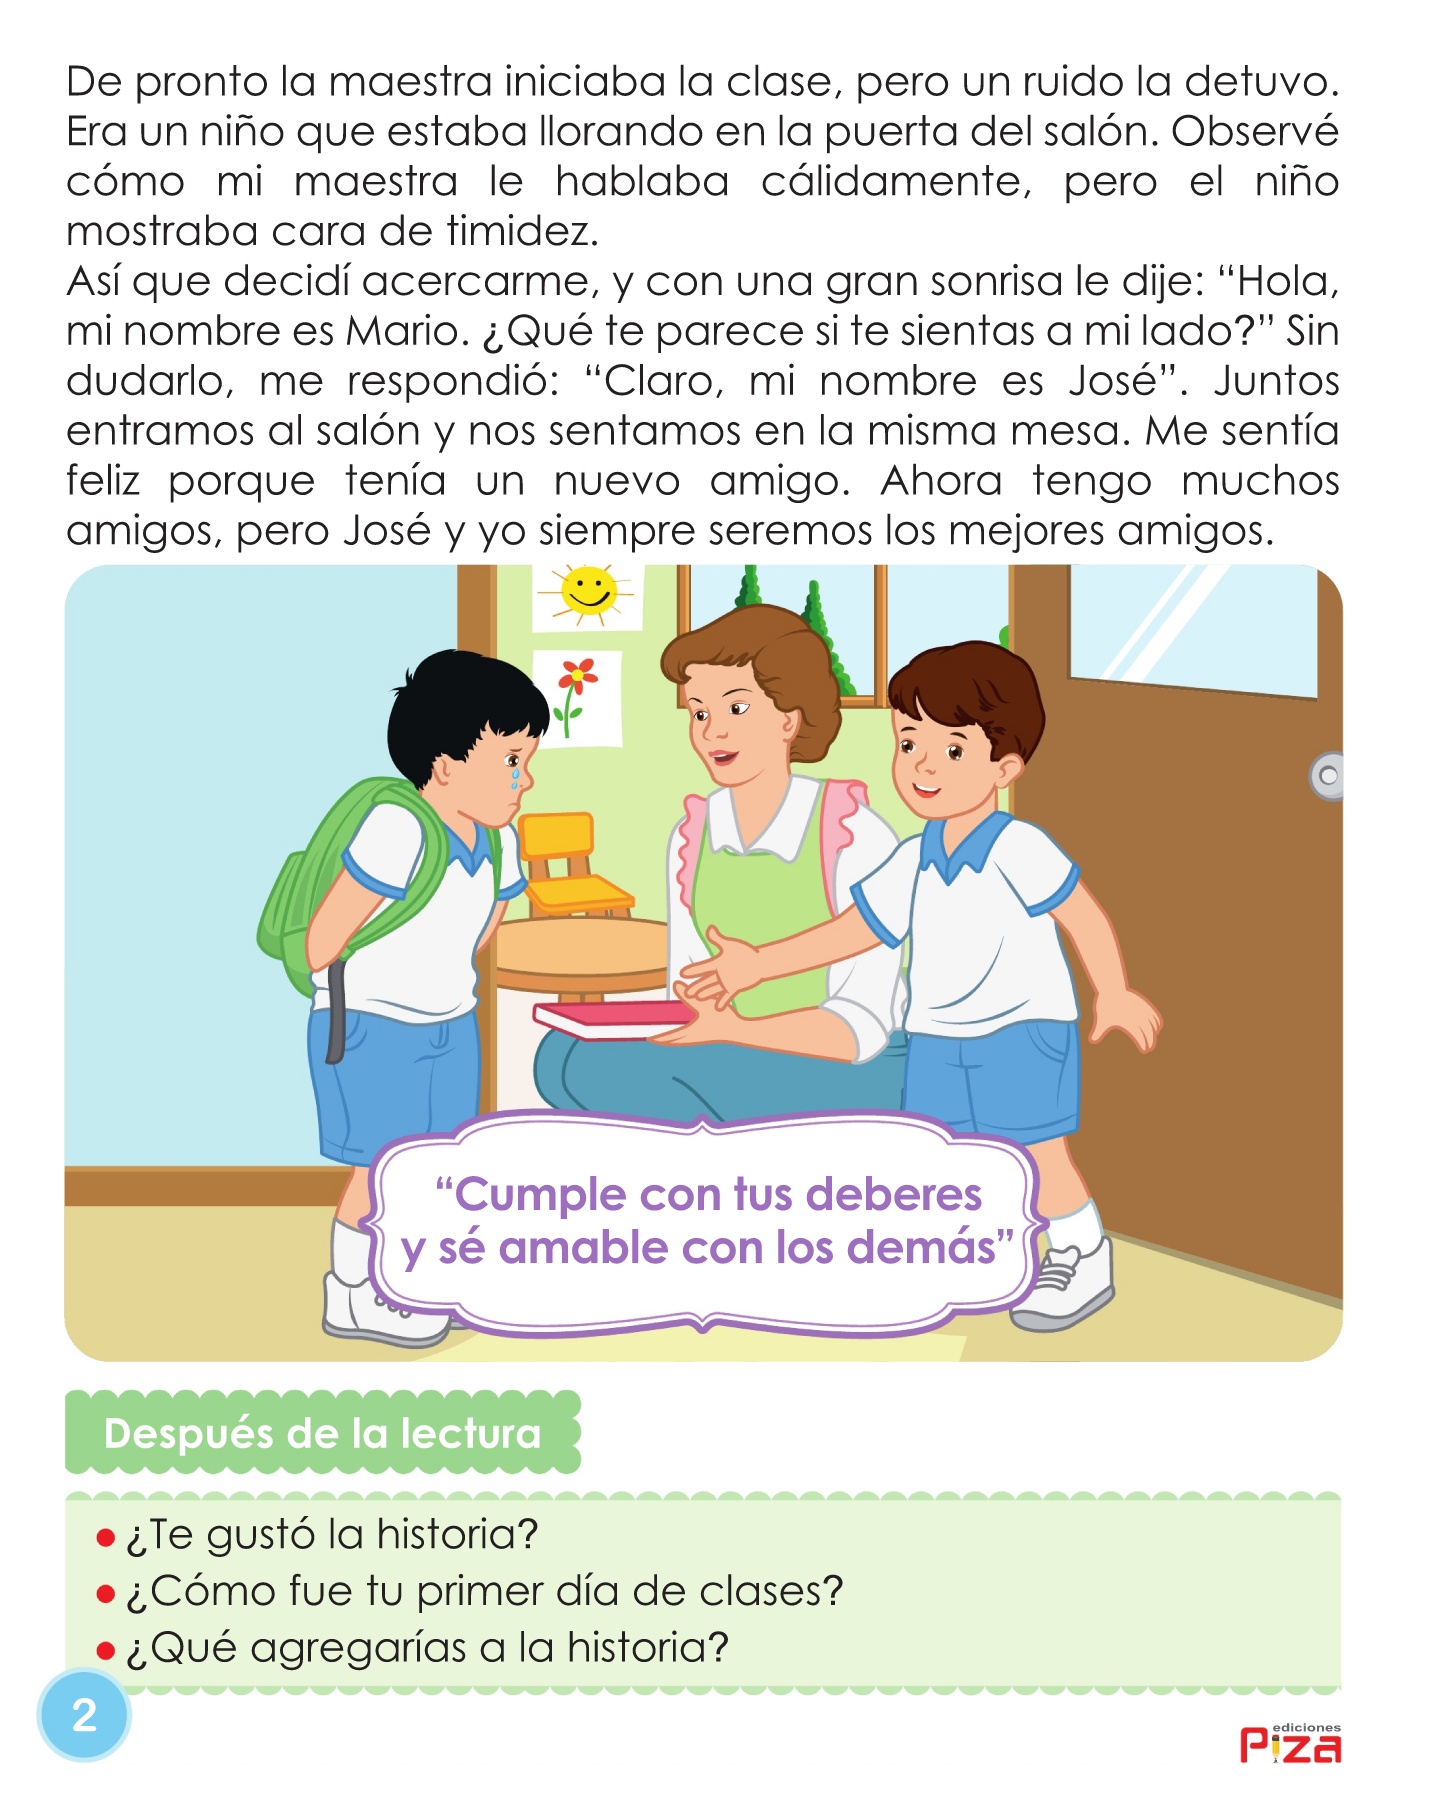 De pronto la maestra iniciaba la clase, pero un ruido la detuvo.
Era un niño que estaba llorando en la puerta del salón. Observé
cómo mi maestra le hablaba cálidamente, pero el niño
mostraba cara de timidez.
Así que decidí acercarme, y con una gran sonrisa le dije: “Hola,
mi nombre es Mario. ¿Qué te parece si te sientas a mi lado?” Sin
dudarlo, me respondió: “Claro, mi nombre es José”. Juntos
entramos al salón y nos sentamos en la misma mesa. Me sentía
feliz porque tenía un nuevo amigo. Ahora tengo muchos
amigos, pero José y yo siempre seremos los mejores amigos.
“Cumple con tus deberes
y sé amable con los demás”
Después de la lectura
● ¿Te gustó la historia?
● ¿Cómo fue tu primer día de clases?
● ¿Qué agregarías a la historia?
2
ediciones
Piza